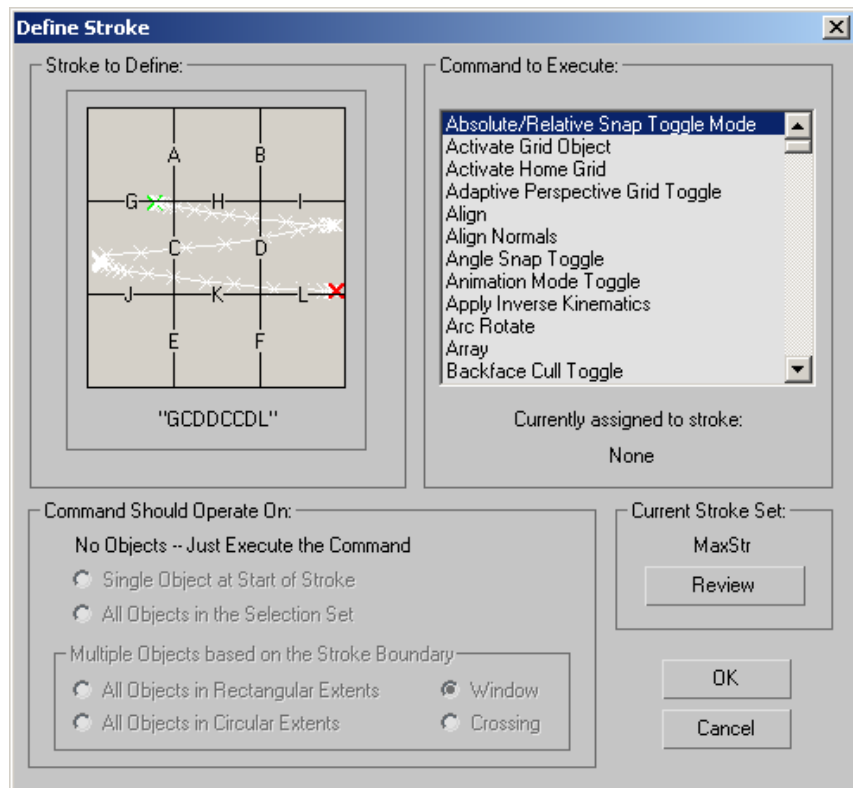 Define Stroke
Stroke to Define:
A B
G H I
C D
J K L
E F
"GCDDCCDL"
Command to Execute:
Absolute/Relative Snap Toggle Mode
Activate Grid Object
Activate Home Grid
Adaptive Perspective Grid Toggle
Align
Align Normals
Angle Snap Toggle
Animation Mode Toggle
Apply Inverse Kinematics
Arc Rotate
Array
Backface Cull Toggle
Currently assigned to stroke:
None
Command Should Operate On:
No Objects -- Just Execute the Command
Single Object at Start of Stroke
All Objects in the Selection Set
Multiple Objects based on the Stroke Boundary
All Objects in Rectangular Extents Window
All Objects in Circular Extents Crossing
Current Stroke Set:
MaxStr
Review
OK
Cancel